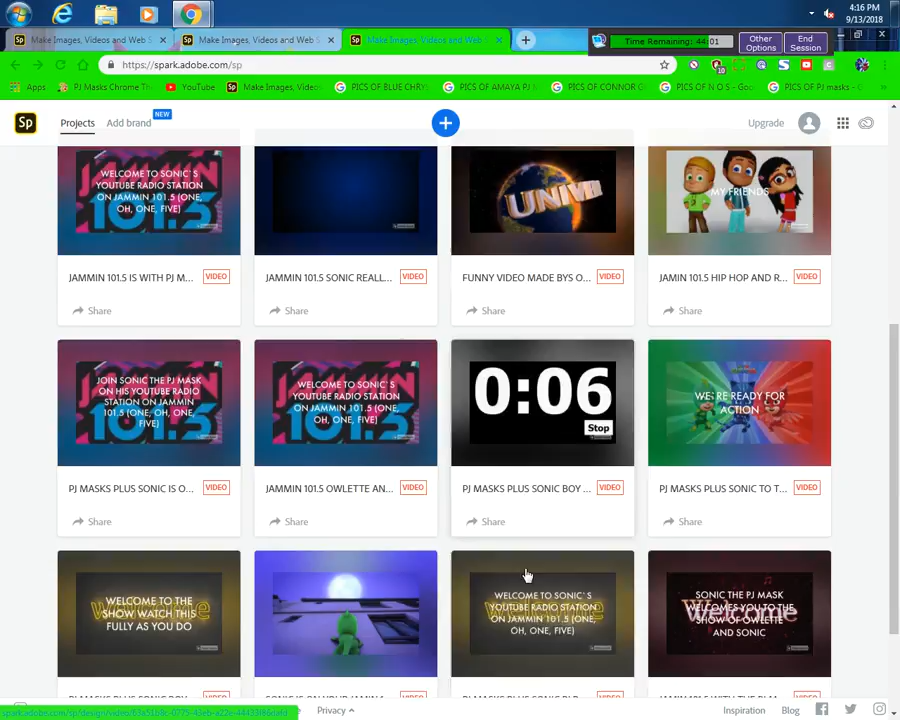 4:16 PM
9/13/2018
Make Images, Videos and Web S
Make Images, Videos and Web S
Make Images, Videos and Web S
Time Remaining: 44:01
Other Options
End Session
https://spark.adobe.com/sp
Apps
PJ Masks Chrome The
YouTube
Make Images, Videos
PICS OF BLUE CHRYS
PICS OF AMAYA PJ M
PICS OF CONNOR G
PICS OF N O S - Goo
PIC OF PJ masks - G
Sp
Projects
Add brand
NEW
Upgrade
WELCOME TO SONIC`S
YOUTUBE RADIO STATION
ON JAMMIN 101.5 (ONE,
OH, ONE, FIVE)
UNIVE
MY FRIENDS
JAMMIN 101.5 IS WITH PJ M...
VIDEO
JAMMIN 101.5 SONIC REALL...
VIDEO
FUNNY VIDEO MADE BYS O...
VIDEO
JAMIN 101.5 HIP HOP AND R...
VIDEO
Share
Share
Share
Share
JOIN SONIC THE PJ MASK
ON HIS YOUTUBE RADIO
STATION ON JAMMIN
101.5 (ONE, OH, ONE,
FIVE)
WELCOME TO SONIC`S
YOUTUBE RADIO STATION
ON JAMMIN 101.5 (ONE,
OH, ONE, FIVE)
0:06
Stop
WE`RE READY FOR
ACTION
PJ MASKS PLUS SONIC IS O...
VIDEO
JAMMIN 101.5 OWLETTE AN...
VIDEO
PJ MASKS PLUS SONIC BOY ...
VIDEO
PJ MASKS PLUS SONIC TO T...
VIDEO
Share
Share
Share
Share
WELCOME TO THE
SHOW WATCH THIS
FULLY AS YOU DO
WELCOME TO SONIC`S
YOUTUBE RADIO STATION
ON JAMMIN 101.5 (ONE,
OH, ONE, FIVE)
SONIC THE PJ MASK
WELCOMES YOU TO THE
SHOW OF OWLETTE
AND SONIC
Privacy
Inspiration
Blog